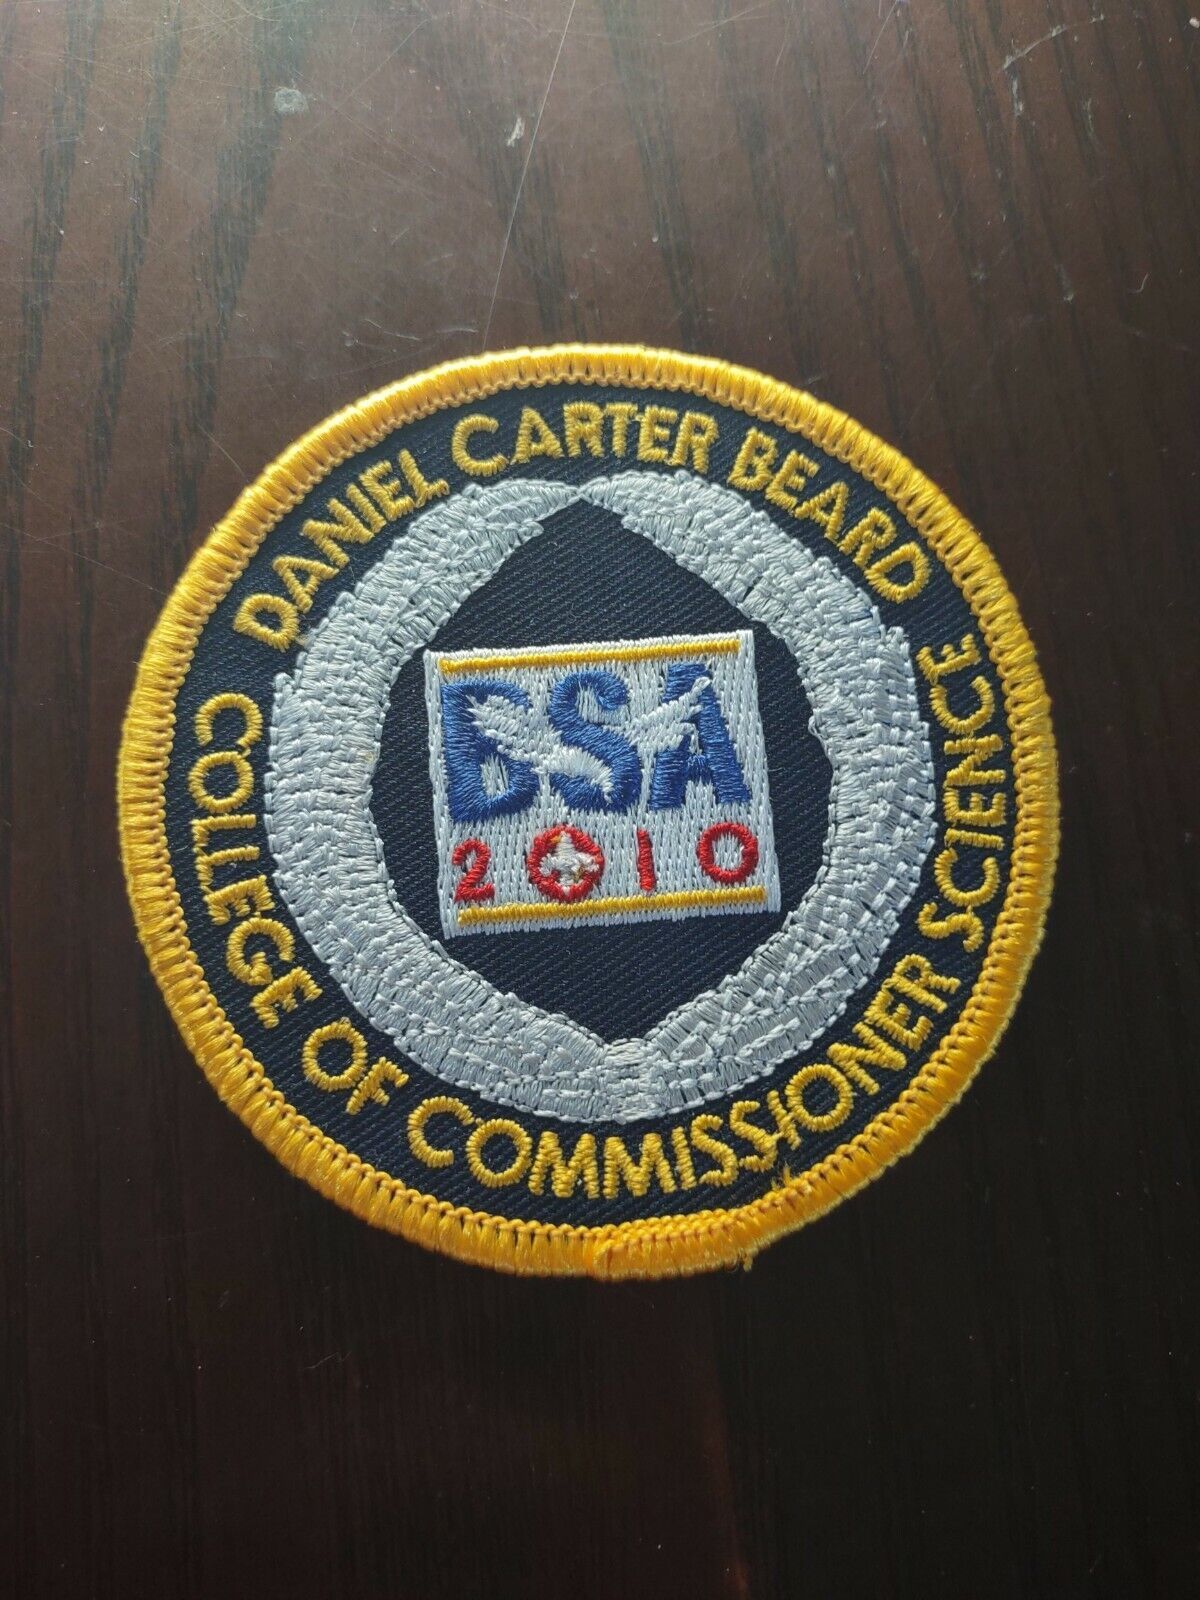 DANIEL CARTER BEARD
BSA
2010
COLLEGE OF COMMISSIONER SCIENCE